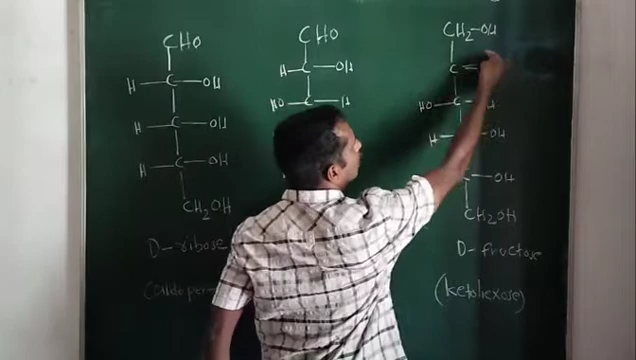 CHO
H-C-OH
H-C-OH
H-C-OH
CH2OH
D-ribose
CHO
H-C-OH
HO-C-H
CH2-OH
C=
HO-C-H
H OH
C-OH
CH2OH
D-fructose
(ketohexose)